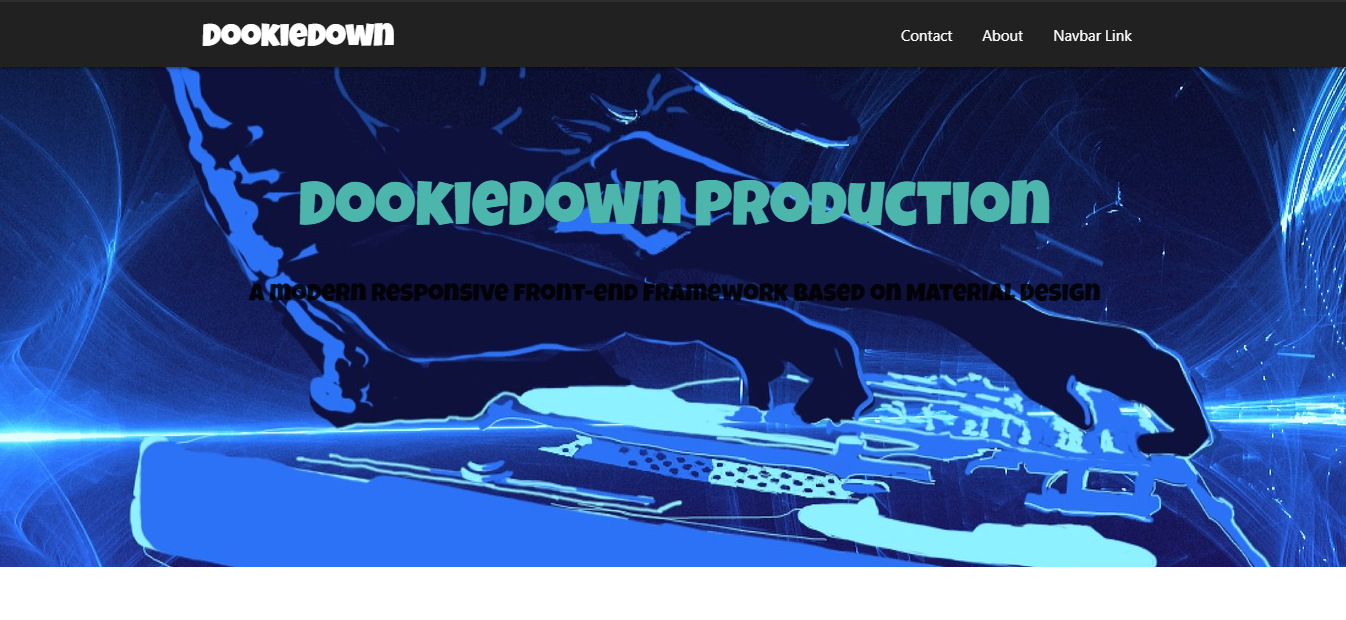 Dookiedown
Contact About Navbar Link
Dookiedown Production
A modern responsive front-end framework based on Material Design